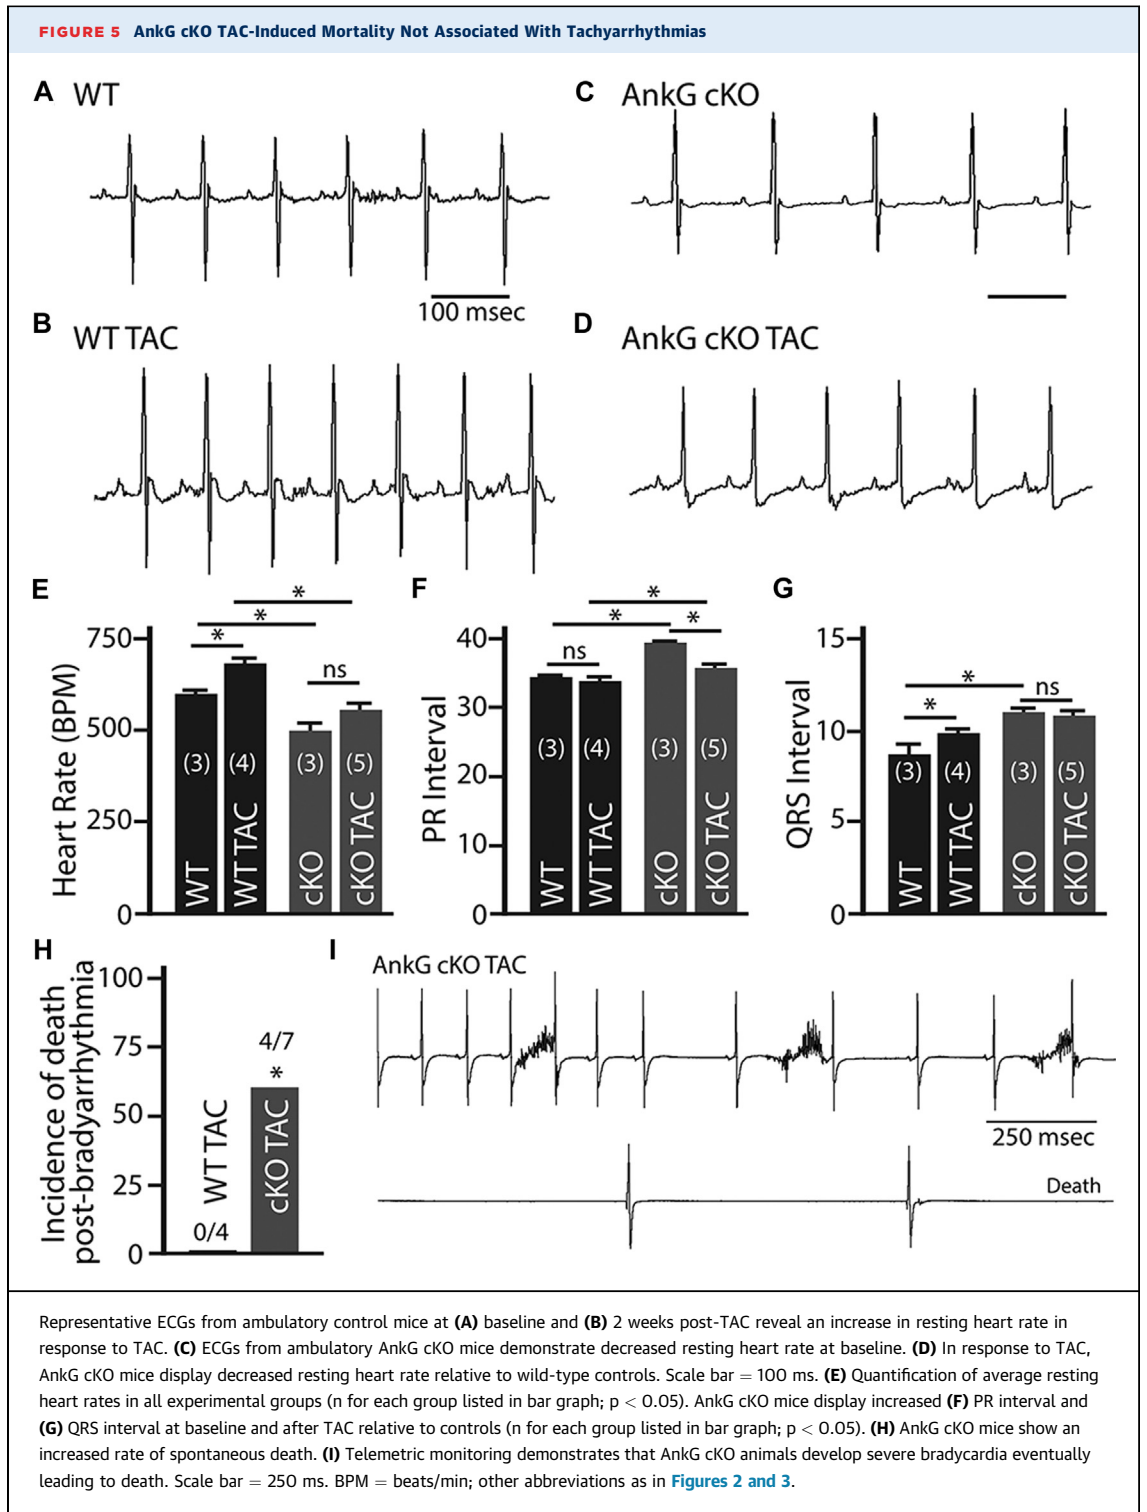 FIGURE 5 AnkG cKO TAC-Induced Mortality Not Associated With Tachyarrhythmias
A WT
C AnkG cKO
100 msec
B WT TAC
D AnkG cKO TAC
E
Heart Rate (BPM)
750
500
250
0
*
*
*
ns
(3)
(4)
(3)
(5)
WT
WT TAC
cKO
cKO TAC
F
PR Interval
40
30
20
10
0
*
*
*
ns
(3)
(4)
(3)
(5)
WT
WT TAC
cKO
cKO TAC
G
QRS Interval
15
10
5
0
*
*
ns
(3)
(4)
(3)
(5)
WT
WT TAC
cKO
cKO TAC
H
Incidence of death
post-bradyarrhythmia
100
75
50
25
0
4/7
*
0/4
WT TAC
cKO TAC
I
AnkG cKO TAC
250 msec
Death
Representative ECGs from ambulatory control mice at (A) baseline and (B) 2 weeks post-TAC reveal an increase in resting heart rate in
response to TAC. (C) ECGs from ambulatory AnkG cKO mice demonstrate decreased resting heart rate at baseline. (D) In response to TAC,
AnkG cKO mice display decreased resting heart rate relative to wild-type controls. Scale bar = 100 ms. (E) Quantification of average resting
heart rates in all experimental groups (n for each group listed in bar graph; p < 0.05). AnkG cKO mice display increased (F) PR interval and
(G) QRS interval at baseline and after TAC relative to controls (n for each group listed in bar graph; p < 0.05). (H) AnkG cKO mice show an
increased rate of spontaneous death. (I) Telemetric monitoring demonstrates that AnkG cKO animals develop severe bradycardia eventually
leading to death. Scale bar = 250 ms. BPM = beats/min; other abbreviations as in Figures 2 and 3.